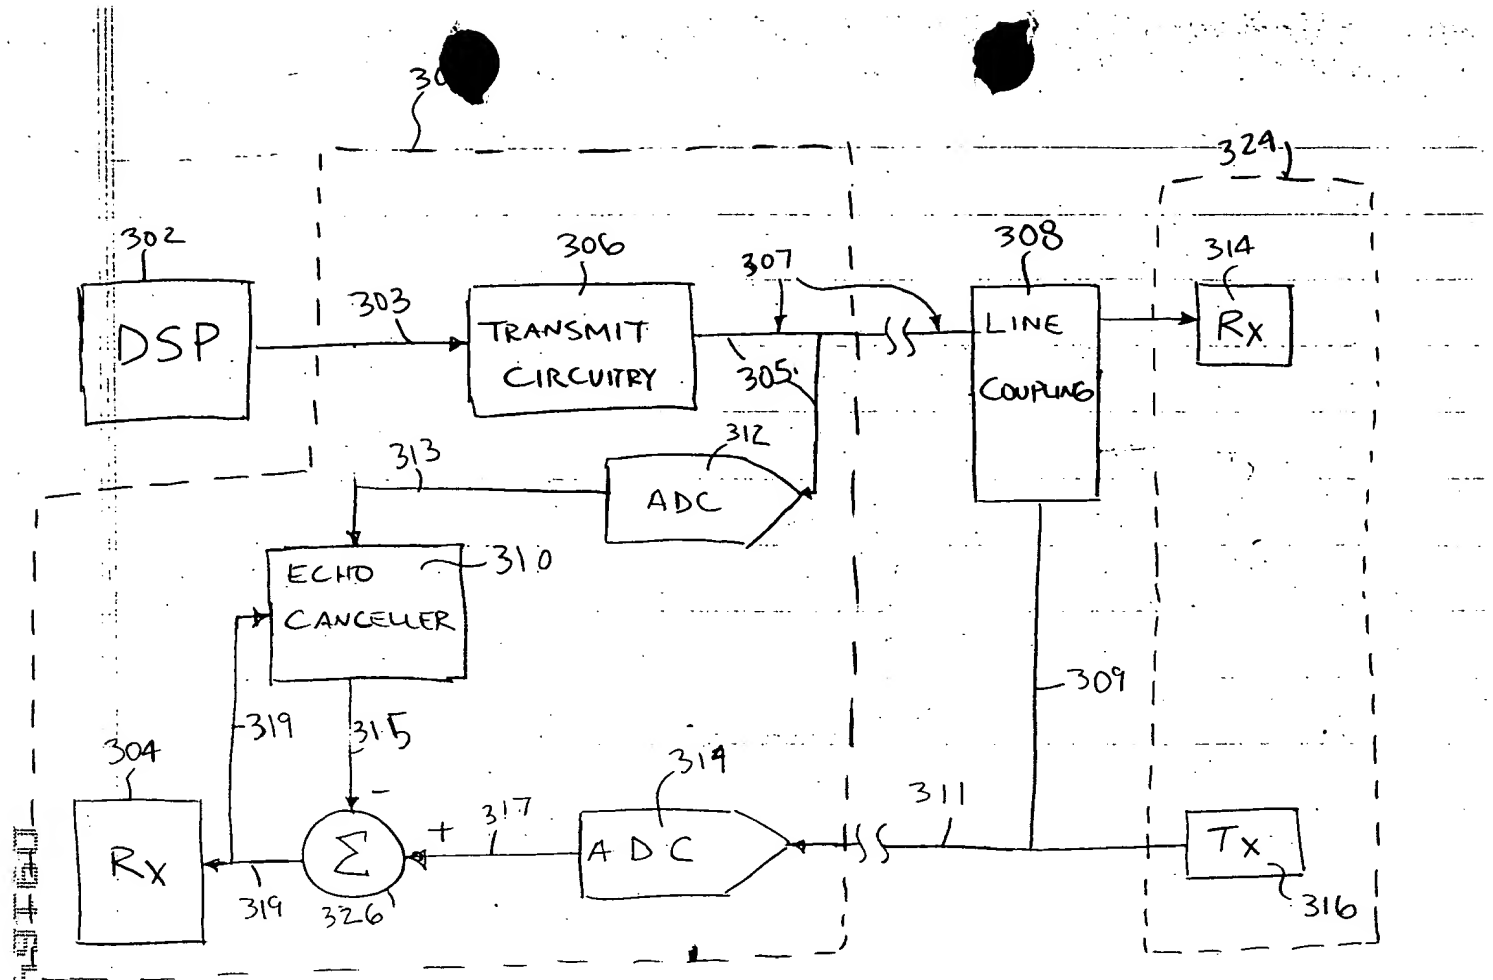 324
302
306
307
308
314
303
DSP
TRANSMIT
CIRCUITRY
305
LINE
COUPLING
Rx
313
312
ADC
ECHO
CANCELLER
310
319
315
309
304
314
-
+
317
311
Rx
Σ
ADC
Tx
319
326
316